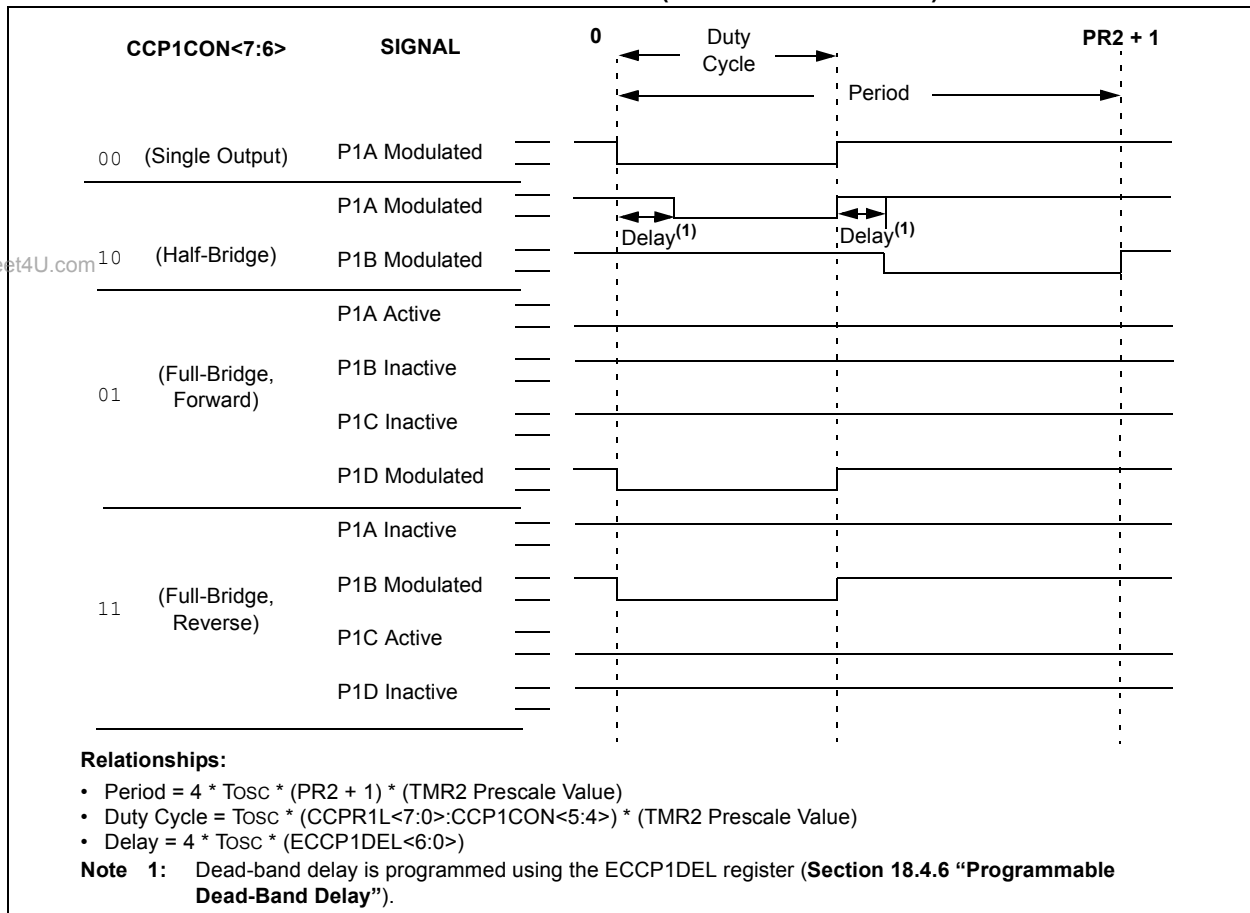 CCP1CON<7:6> SIGNAL 0 Duty Cycle PR2 + 1
Period
00 (Single Output) P1A Modulated
P1A Modulated
Delay(1) Delay(1)
eet4U.com 10 (Half-Bridge) P1B Modulated
P1A Active
01 (Full-Bridge, Forward) P1B Inactive
P1C Inactive
P1D Modulated
P1A Inactive
11 (Full-Bridge, Reverse) P1B Modulated
P1C Active
P1D Inactive
Relationships:
• Period = 4 * TOSC * (PR2 + 1) * (TMR2 Prescale Value)
• Duty Cycle = TOSC * (CCPR1L<7:0>:CCP1CON<5:4>) * (TMR2 Prescale Value)
• Delay = 4 * TOSC * (ECCP1DEL<6:0>)
Note 1: Dead-band delay is programmed using the ECCP1DEL register (Section 18.4.6 “Programmable
Dead-Band Delay”).